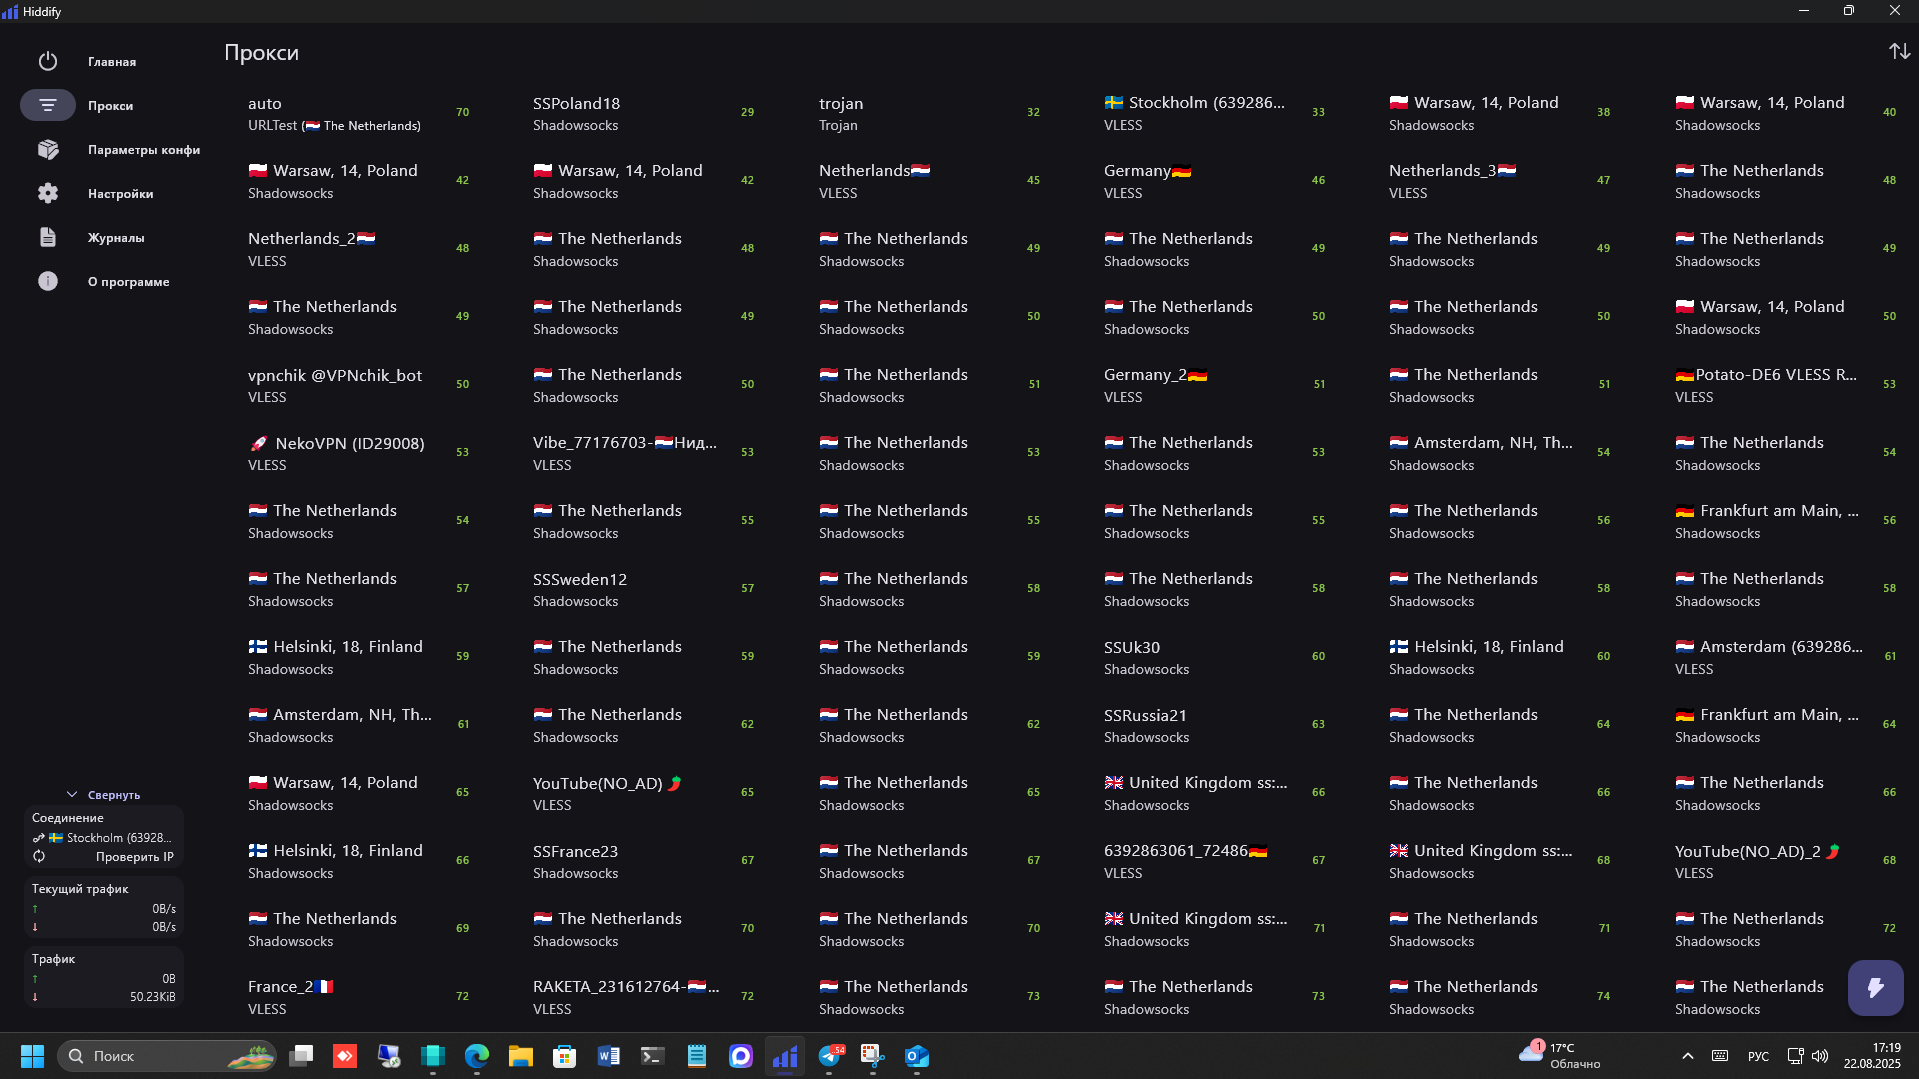 Hiddify
Главная
Прокси
Параметры конфи
Настройки
Журналы
О программе
Прокси
auto 70
URLTest (🇳🇱 The Netherlands)
SSPoland18 29
Shadowsocks
trojan 32
Trojan
🇸🇪 Stockholm (639286... 33
VLESS
🇵🇱 Warsaw, 14, Poland 38
Shadowsocks
🇵🇱 Warsaw, 14, Poland 40
Shadowsocks
🇵🇱 Warsaw, 14, Poland 42
Shadowsocks
🇵🇱 Warsaw, 14, Poland 42
Shadowsocks
Netherlands🇳🇱 45
VLESS
Germany🇩🇪 46
VLESS
Netherlands_3🇳🇱 47
VLESS
🇳🇱 The Netherlands 48
Shadowsocks
Netherlands_2🇳🇱 48
VLESS
🇳🇱 The Netherlands 48
Shadowsocks
🇳🇱 The Netherlands 49
Shadowsocks
🇳🇱 The Netherlands 49
Shadowsocks
🇳🇱 The Netherlands 49
Shadowsocks
🇳🇱 The Netherlands 49
Shadowsocks
🇳🇱 The Netherlands 49
Shadowsocks
🇳🇱 The Netherlands 49
Shadowsocks
🇳🇱 The Netherlands 50
Shadowsocks
🇳🇱 The Netherlands 50
Shadowsocks
🇳🇱 The Netherlands 50
Shadowsocks
🇵🇱 Warsaw, 14, Poland 50
Shadowsocks
vpnchik @VPNchik_bot 50
VLESS
🇳🇱 The Netherlands 50
Shadowsocks
🇳🇱 The Netherlands 51
Shadowsocks
Germany_2🇩🇪 51
VLESS
🇳🇱 The Netherlands 51
Shadowsocks
🇩🇪Potato-DE6 VLESS R... 53
VLESS
🚀 NekoVPN (ID29008) 53
VLESS
Vibe_77176703-🇳🇱Нид... 53
VLESS
🇳🇱 The Netherlands 53
Shadowsocks
🇳🇱 The Netherlands 53
Shadowsocks
🇳🇱 Amsterdam, NH, Th... 54
Shadowsocks
🇳🇱 The Netherlands 54
Shadowsocks
🇳🇱 The Netherlands 54
Shadowsocks
🇳🇱 The Netherlands 55
Shadowsocks
🇳🇱 The Netherlands 55
Shadowsocks
🇳🇱 The Netherlands 55
Shadowsocks
🇳🇱 The Netherlands 56
Shadowsocks
🇩🇪 Frankfurt am Main, ... 56
Shadowsocks
🇳🇱 The Netherlands 57
Shadowsocks
SSSweden12 57
Shadowsocks
🇳🇱 The Netherlands 58
Shadowsocks
🇳🇱 The Netherlands 58
Shadowsocks
🇳🇱 The Netherlands 58
Shadowsocks
🇳🇱 The Netherlands 58
Shadowsocks
🇫🇮 Helsinki, 18, Finland 59
Shadowsocks
🇳🇱 The Netherlands 59
Shadowsocks
🇳🇱 The Netherlands 59
Shadowsocks
SSUk30 60
Shadowsocks
🇫🇮 Helsinki, 18, Finland 60
Shadowsocks
🇳🇱 Amsterdam (639286... 61
VLESS
🇳🇱 Amsterdam, NH, Th... 61
Shadowsocks
🇳🇱 The Netherlands 62
Shadowsocks
🇳🇱 The Netherlands 62
Shadowsocks
SSRussia21 63
Shadowsocks
🇳🇱 The Netherlands 64
Shadowsocks
🇩🇪 Frankfurt am Main, ... 64
Shadowsocks
🇵🇱 Warsaw, 14, Poland 65
Shadowsocks
YouTube(NO_AD) 🌶️ 65
VLESS
🇳🇱 The Netherlands 65
Shadowsocks
🇬🇧 United Kingdom ss:... 66
Shadowsocks
🇳🇱 The Netherlands 66
Shadowsocks
🇳🇱 The Netherlands 66
Shadowsocks
🇫🇮 Helsinki, 18, Finland 66
Shadowsocks
SSFrance23 67
Shadowsocks
🇳🇱 The Netherlands 67
Shadowsocks
6392863061_72486🇩🇪 67
VLESS
🇬🇧 United Kingdom ss:... 68
Shadowsocks
YouTube(NO_AD)_2 🌶️ 68
VLESS
🇳🇱 The Netherlands 69
Shadowsocks
🇳🇱 The Netherlands 70
Shadowsocks
🇳🇱 The Netherlands 70
Shadowsocks
🇬🇧 United Kingdom ss:... 71
Shadowsocks
🇳🇱 The Netherlands 71
Shadowsocks
🇳🇱 The Netherlands 72
Shadowsocks
France_2🇫🇷 72
VLESS
RAKETA_231612764-🇳🇱... 72
VLESS
🇳🇱 The Netherlands 73
Shadowsocks
🇳🇱 The Netherlands 73
Shadowsocks
🇳🇱 The Netherlands 74
Shadowsocks
🇳🇱 The Netherlands
Shadowsocks
Свернуть
Соединение
🇸🇪 Stockholm (63928...
Проверить IP
Текущий трафик
↑ 0B/s
↓ 0B/s
Трафик
↑ 0B
↓ 50.23KiB
Поиск
.54
1
17°C
Облачно
РУС
17:19
22.08.2025